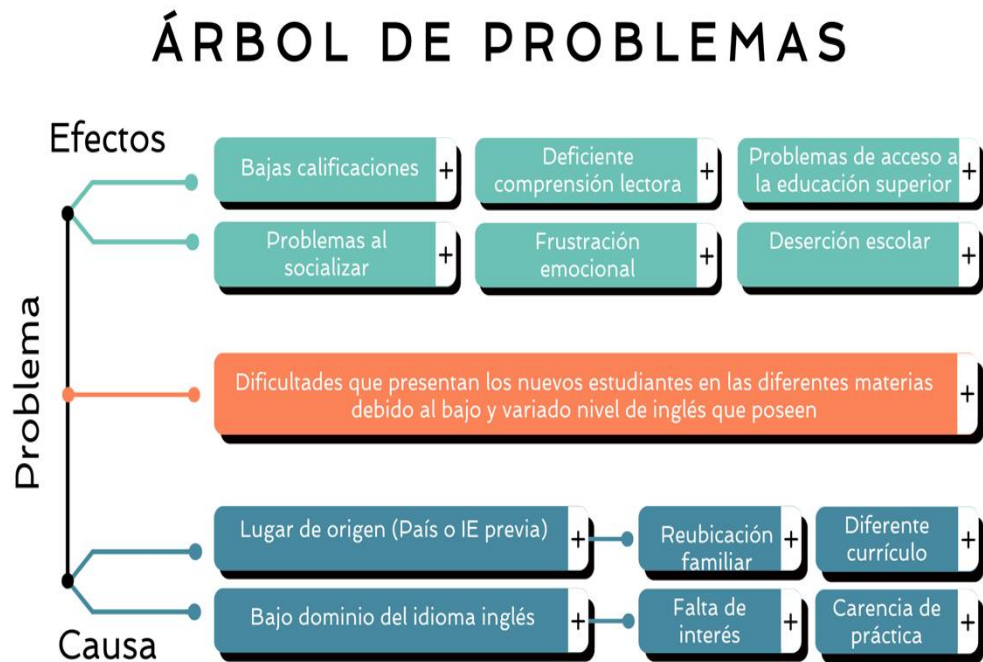 ÁRBOL DE PROBLEMAS
Efectos
Bajas calificaciones
+
Deficiente
comprensión lectora
+
Problemas de acceso a
la educación superior
+
Problemas al
socializar
+
Frustración
emocional
+
Deserción escolar
+
Problema
Dificultades que presentan los nuevos estudiantes en las diferentes materias
debido al bajo y variado nivel de inglés que poseen
+
Lugar de origen (País o IE previa)
+
Reubicación
familiar
+
Diferente
currículo
+
Bajo dominio del idioma inglés
+
Falta de
interés
+
Carencia de
práctica
+
Causa